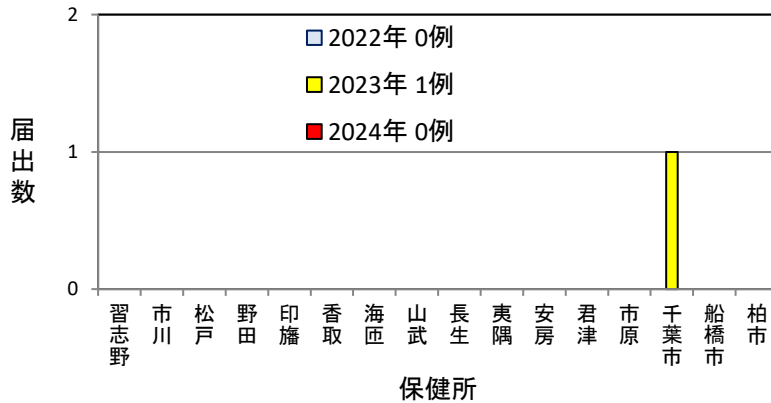 2
2022年 0例
2023年 1例
2024年 0例
届出数
1
0
習志野
市川
松戸
野田
印旛
香取
海匝
山武
長生
夷隅
安房
君津
市原
千葉市
船橋市
柏市
保健所